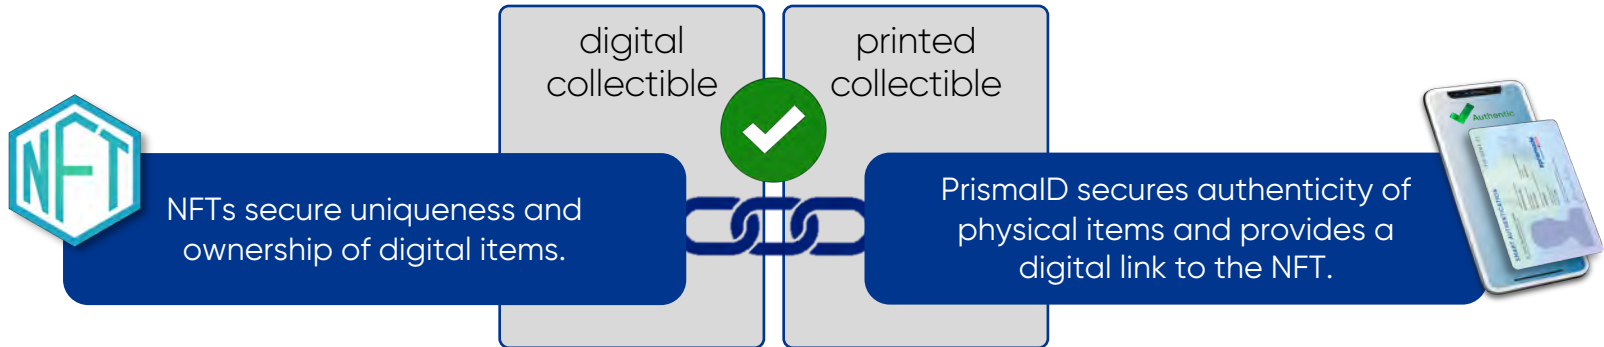 digital
collectible
printed
collectible
NFT
NFTs secure uniqueness and
ownership of digital items.
PrismaID secures authenticity of
physical items and provides a
digital link to the NFT.
Authentic